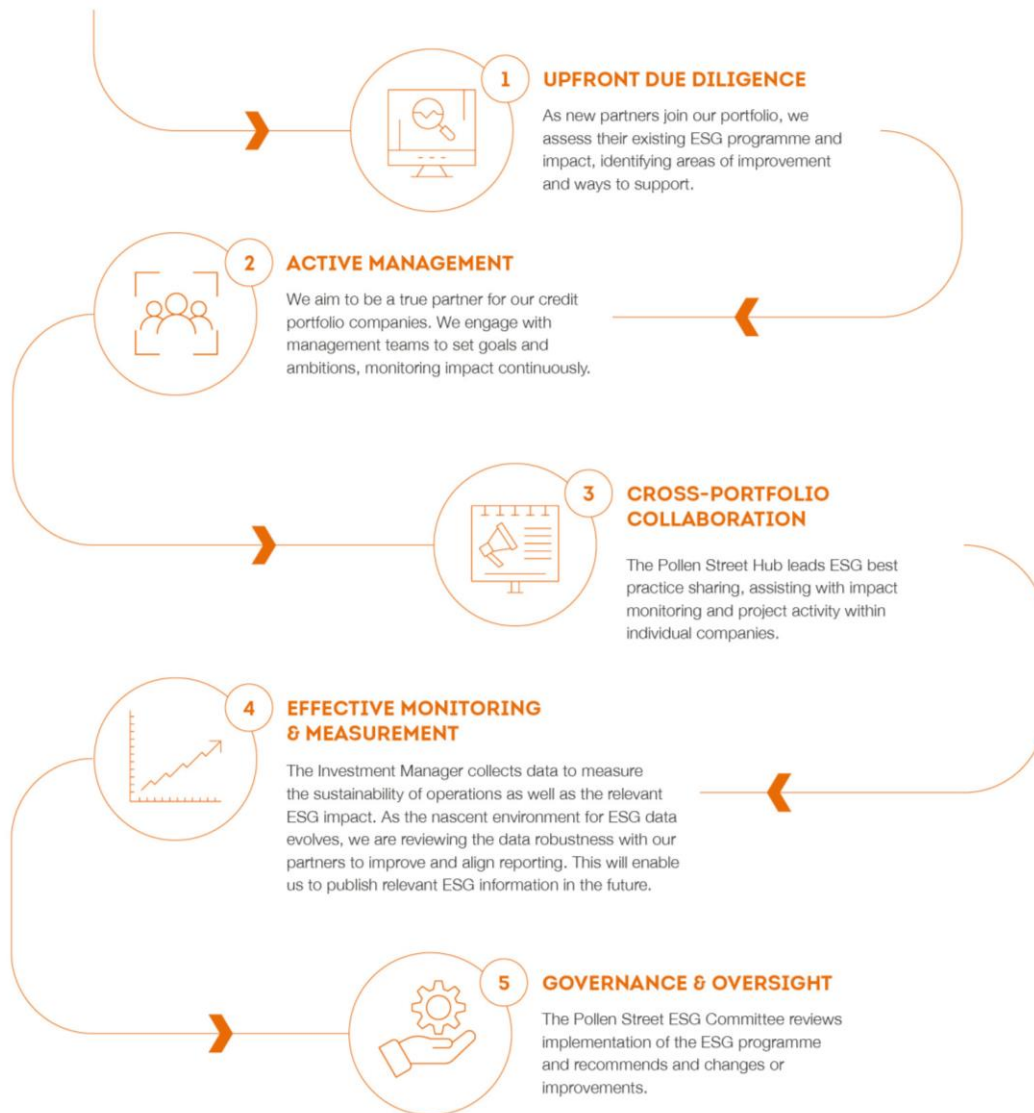 1
UPFRONT DUE DILIGENCE
As new partners join our portfolio, we
assess their existing ESG programme and
impact, identifying areas of improvement
and ways to support.
2
ACTIVE MANAGEMENT
We aim to be a true partner for our credit
portfolio companies. We engage with
management teams to set goals and
ambitions, monitoring impact continuously.
3
CROSS-PORTFOLIO
COLLABORATION
The Pollen Street Hub leads ESG best
practice sharing, assisting with impact
monitoring and project activity within
individual companies.
4
EFFECTIVE MONITORING
& MEASUREMENT
The Investment Manager collects data to measure
the sustainability of operations as well as the relevant
ESG impact. As the nascent environment for ESG data
evolves, we are reviewing the data robustness with our
partners to improve and align reporting. This will enable
us to publish relevant ESG information in the future.
5
GOVERNANCE & OVERSIGHT
The Pollen Street ESG Committee reviews
implementation of the ESG programme
and recommends and changes or
improvements.